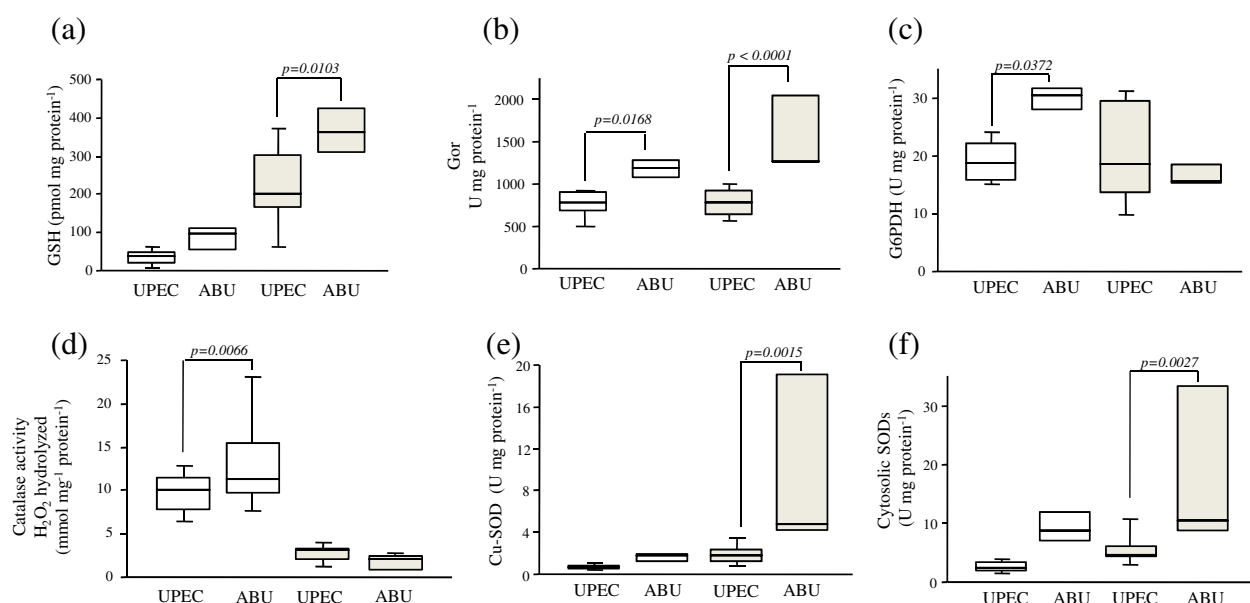 (a)
p=0.0103
500
400
300
200
100
0
GSH (pmol mg protein⁻¹)
UPEC ABU UPEC ABU
(b)
p < 0.0001
p=0.0168
2000
1500
1000
500
0
Gor
U mg protein⁻¹
UPEC ABU UPEC ABU
(c)
p=0.0372
30
20
10
0
G6PDH (U mg protein⁻¹)
UPEC ABU UPEC ABU
(d)
p=0.0066
25
20
15
10
5
0
Catalase activity
H₂O₂ hydrolyzed
(mmol mg⁻¹ protein⁻¹)
UPEC ABU UPEC ABU
(e)
p=0.0015
20
16
12
8
4
0
Cu-SOD (U mg protein⁻¹)
UPEC ABU UPEC ABU
(f)
p=0.0027
30
20
10
0
Cytosolic SODs
(U mg protein⁻¹)
UPEC ABU UPEC ABU